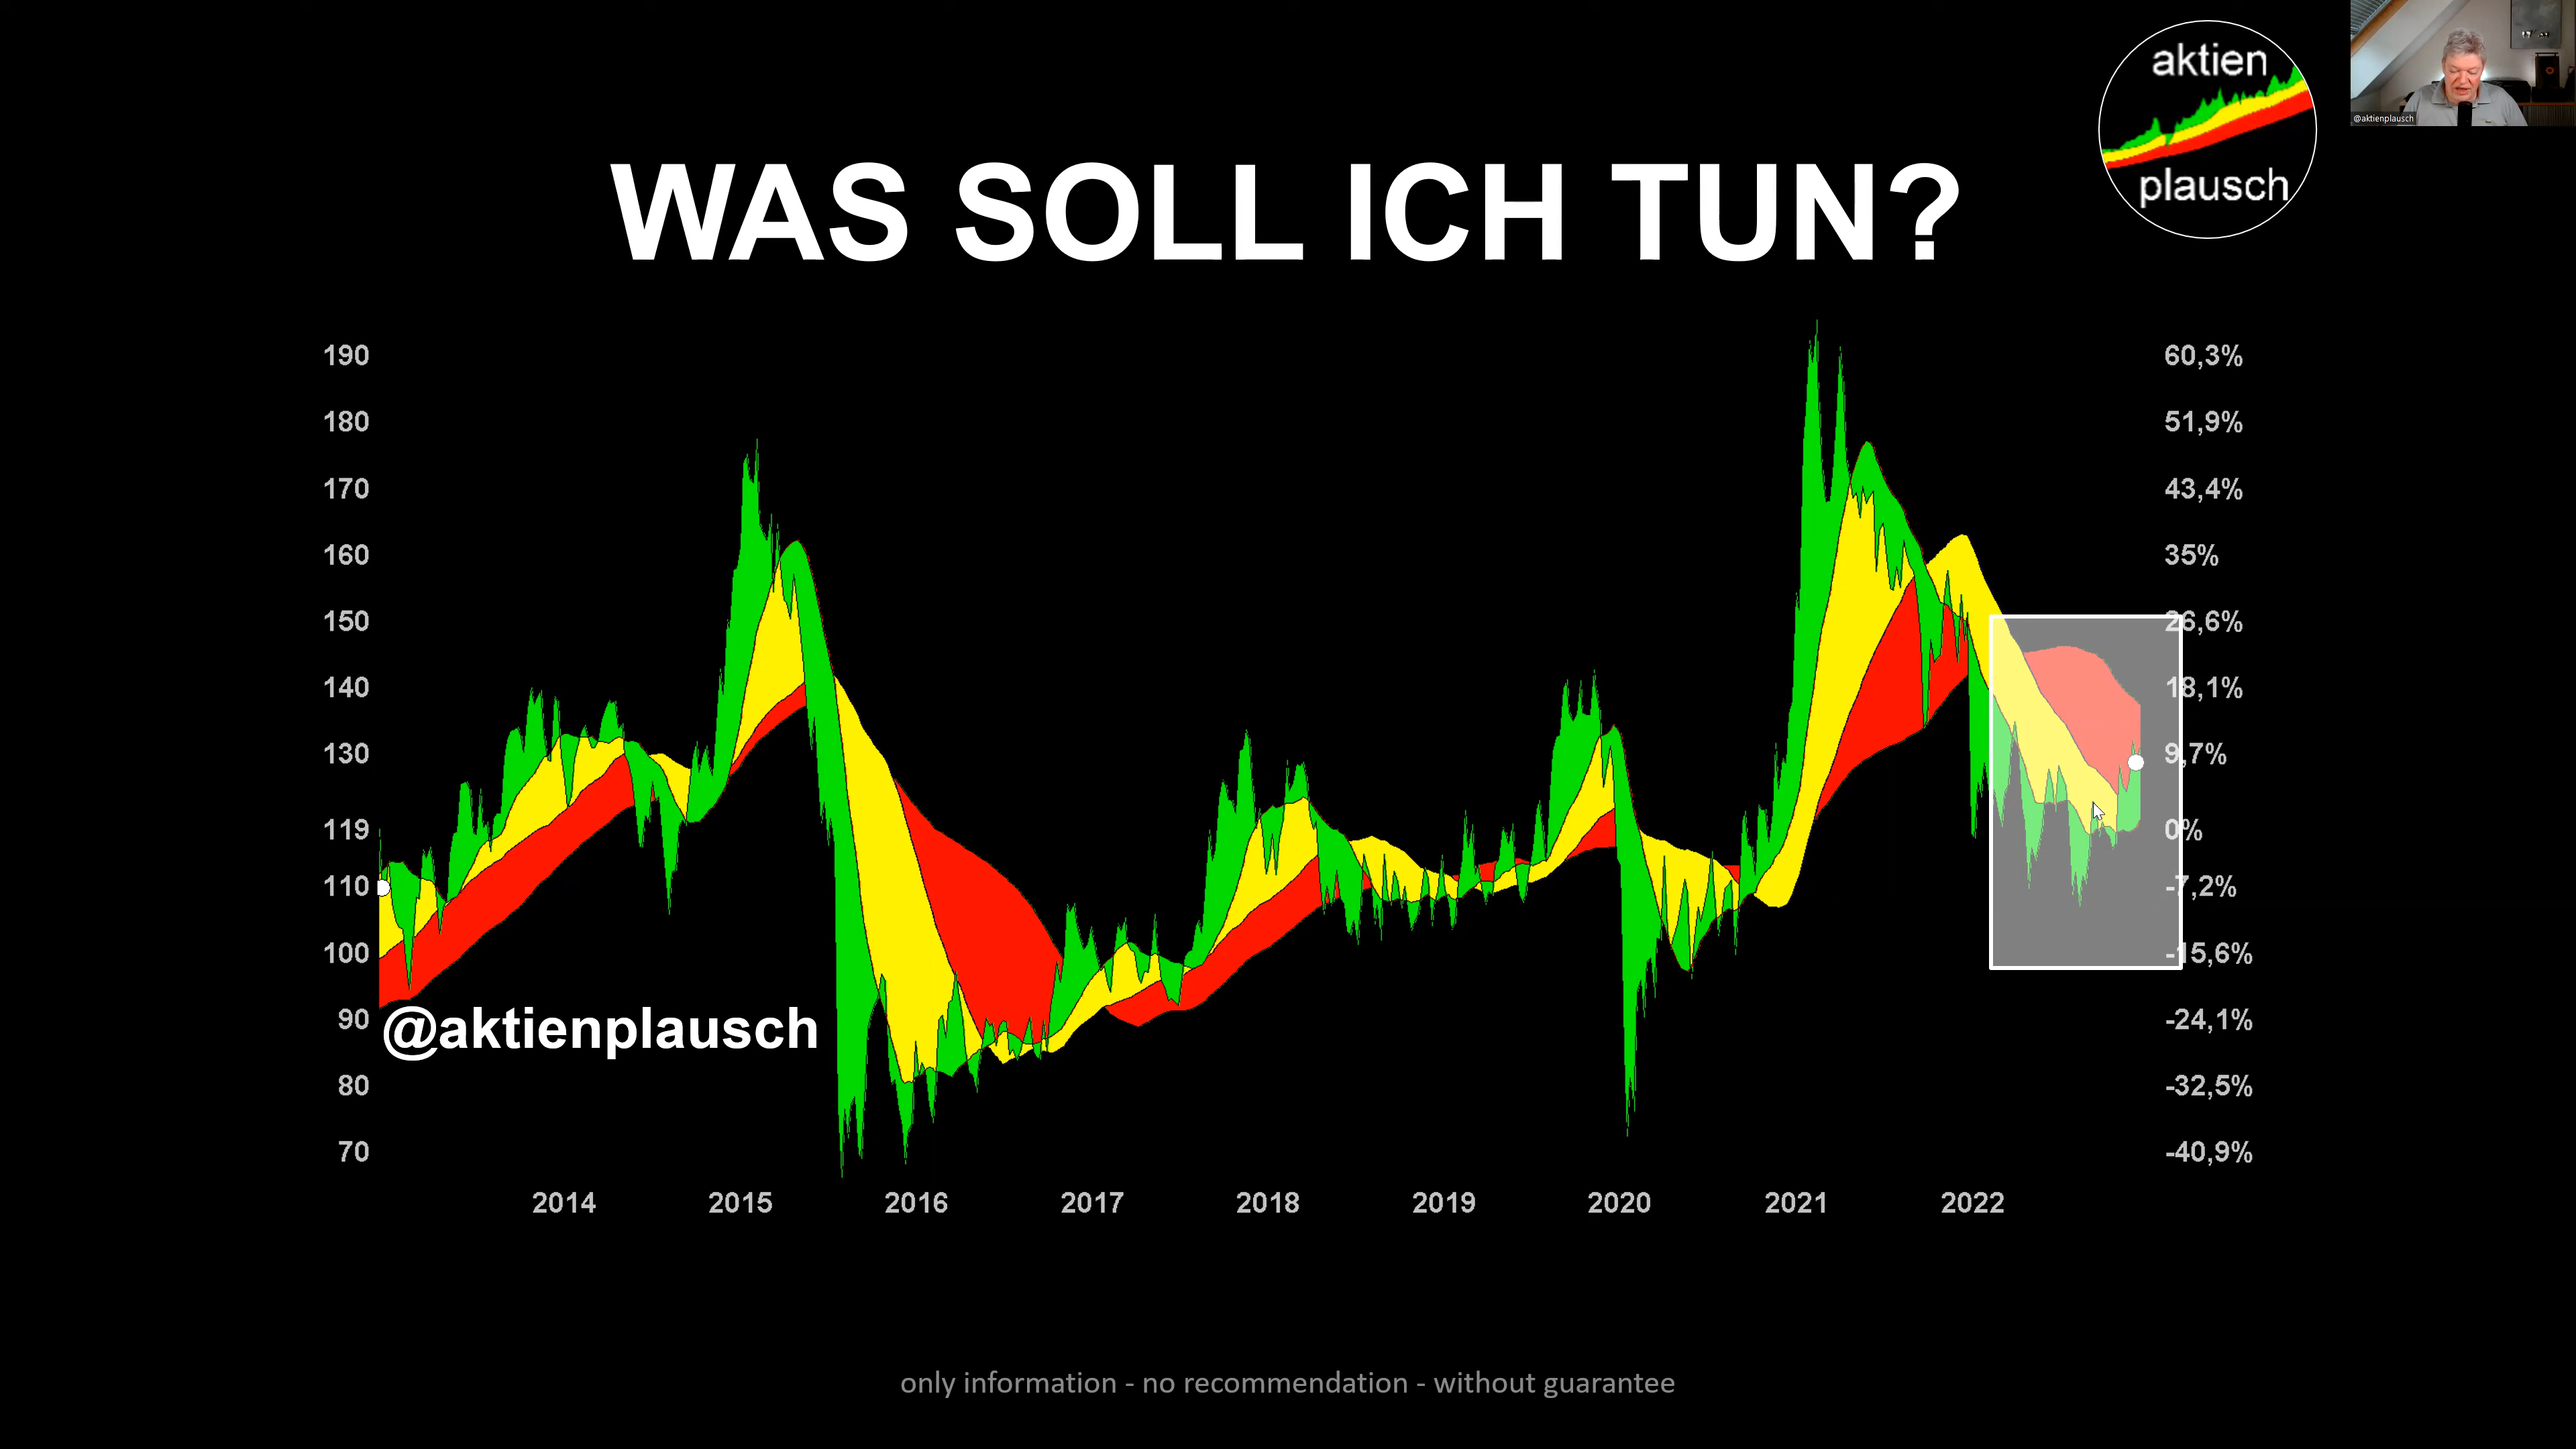 aktien
plausch
@aktienplausch
WAS SOLL ICH TUN?
190 60,3%
180 51,9%
170 43,4%
160 35%
150 26,6%
140 18,1%
130 9,7%
119 0%
110 -7,2%
100 -15,6%
90 -24,1%
@aktienplausch
80 -32,5%
70 -40,9%
2014 2015 2016 2017 2018 2019 2020 2021 2022
only information - no recommendation - without guarantee